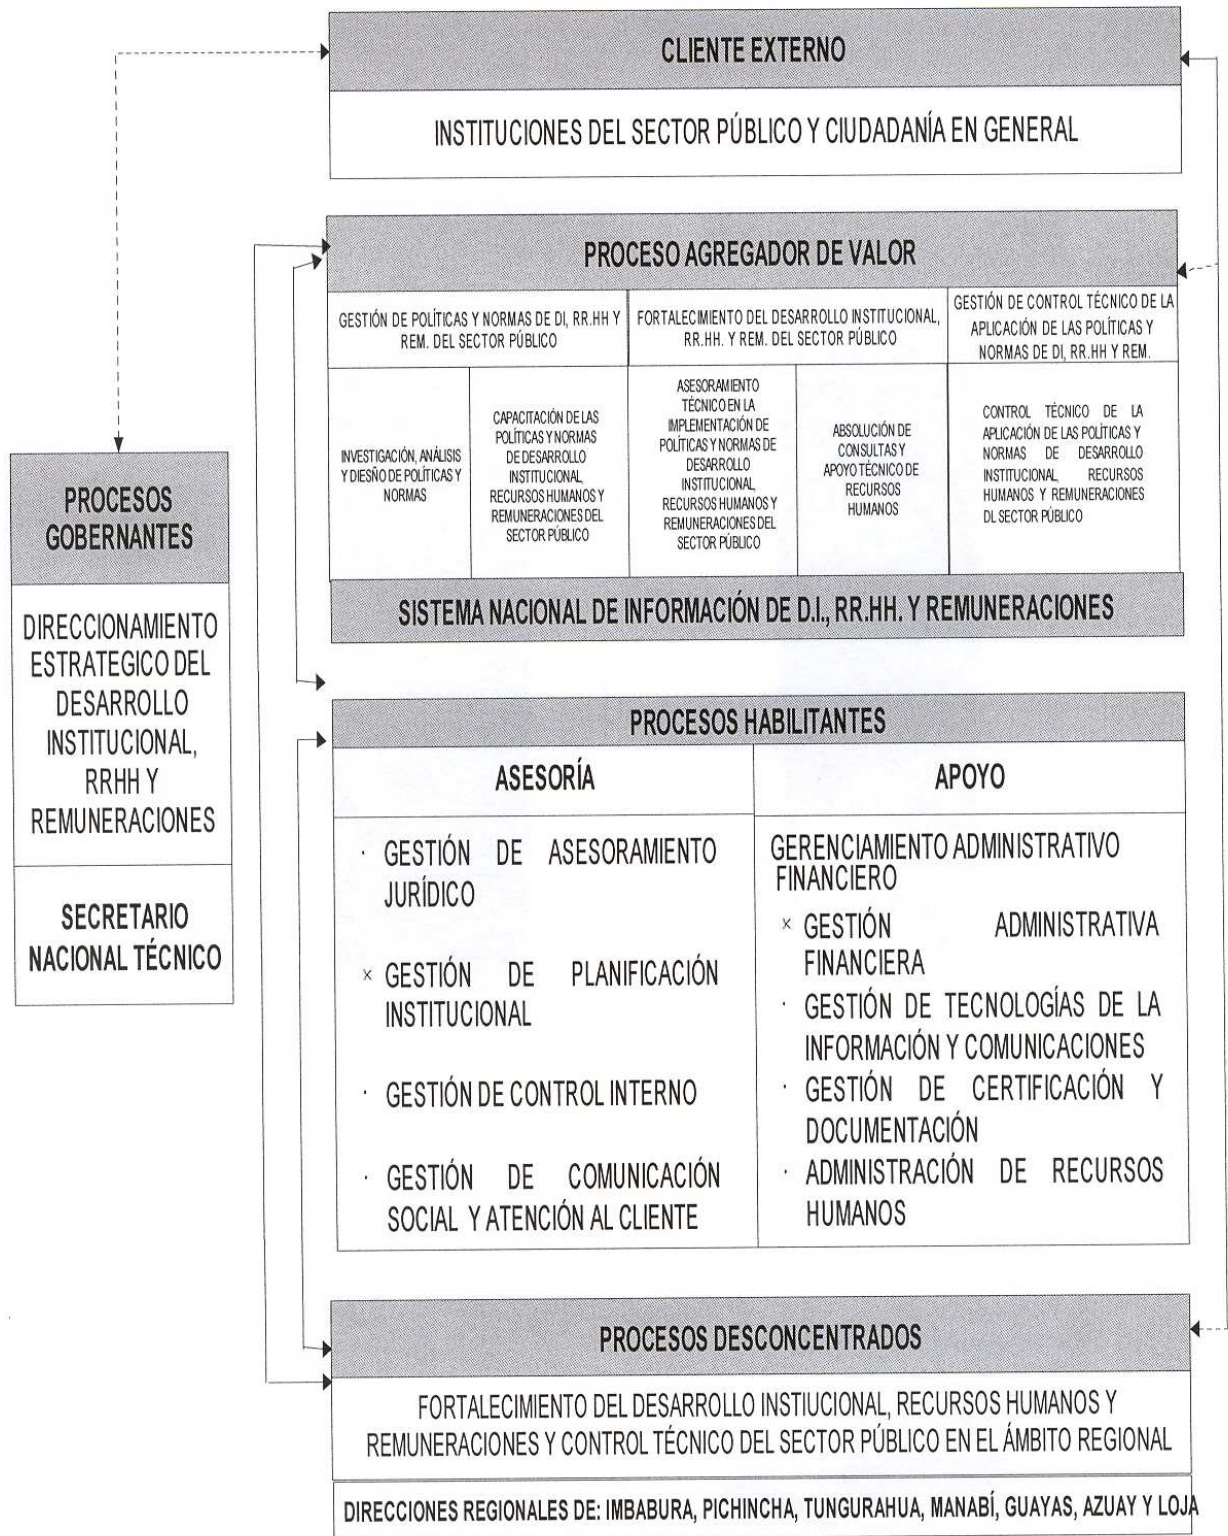 CLIENTE EXTERNO
INSTITUCIONES DEL SECTOR PÚBLICO Y CIUDADANÍA EN GENERAL
PROCESO AGREGADOR DE VALOR
GESTIÓN DE POLÍTICAS Y NORMAS DE DI, RR.HH Y
REM. DEL SECTOR PÚBLICO
FORTALECIMIENTO DEL DESARROLLO INSTITUCIONAL,
RR.HH. Y REM. DEL SECTOR PÚBLICO
GESTIÓN DE CONTROL TÉCNICO DE LA
APLICACIÓN DE LAS POLÍTICAS Y
NORMAS DE DI, RR.HH Y REM.
INVESTIGACIÓN, ANÁLISIS
Y DIESÑO DE POLÍTICAS Y
NORMAS
CAPACITACIÓN DE LAS
POLÍTICAS Y NORMAS
DE DESARROLLO
INSTITUCIONAL,
RECURSOS HUMANOS Y
REMUNERACIONES DEL
SECTOR PÚBLICO
ASESORAMIENTO
TÉCNICO EN LA
IMPLEMENTACIÓN DE
POLÍTICAS Y NORMAS DE
DESARROLLO
INSTITUCIONAL,
RECURSOS HUMANOS Y
REMUNERACIONES DEL
SECTOR PÚBLICO
ABSOLUCIÓN DE
CONSULTAS Y
APOYO TÉCNICO DE
RECURSOS
HUMANOS
CONTROL TÉCNICO DE LA
APLICACIÓN DE LAS POLÍTICAS Y
NORMAS DE DESARROLLO
INSTITUCIONAL, RECURSOS
HUMANOS Y REMUNERACIONES
DL SECTOR PÚBLICO
SISTEMA NACIONAL DE INFORMACIÓN DE D.I., RR.HH. Y REMUNERACIONES
PROCESOS
GOBERNANTES
DIRECCIONAMIENTO
ESTRATEGICO DEL
DESARROLLO
INSTITUCIONAL,
RRHH Y
REMUNERACIONES
SECRETARIO
NACIONAL TÉCNICO
PROCESOS HABILITANTES
ASESORÍA
· GESTIÓN DE ASESORAMIENTO
JURÍDICO
× GESTIÓN DE PLANIFICACIÓN
INSTITUCIONAL
· GESTIÓN DE CONTROL INTERNO
· GESTIÓN DE COMUNICACIÓN
SOCIAL Y ATENCIÓN AL CLIENTE
APOYO
GERENCIAMIENTO ADMINISTRATIVO
FINANCIERO
× GESTIÓN ADMINISTRATIVA
FINANCIERA
· GESTIÓN DE TECNOLOGÍAS DE LA
INFORMACIÓN Y COMUNICACIONES
· GESTIÓN DE CERTIFICACIÓN Y
DOCUMENTACIÓN
· ADMINISTRACIÓN DE RECURSOS
HUMANOS
PROCESOS DESCONCENTRADOS
FORTALECIMIENTO DEL DESARROLLO INSTIUCIONAL, RECURSOS HUMANOS Y
REMUNERACIONES Y CONTROL TÉCNICO DEL SECTOR PÚBLICO EN EL ÁMBITO REGIONAL
DIRECCIONES REGIONALES DE: IMBABURA, PICHINCHA, TUNGURAHUA, MANABÍ, GUAYAS, AZUAY Y LOJA